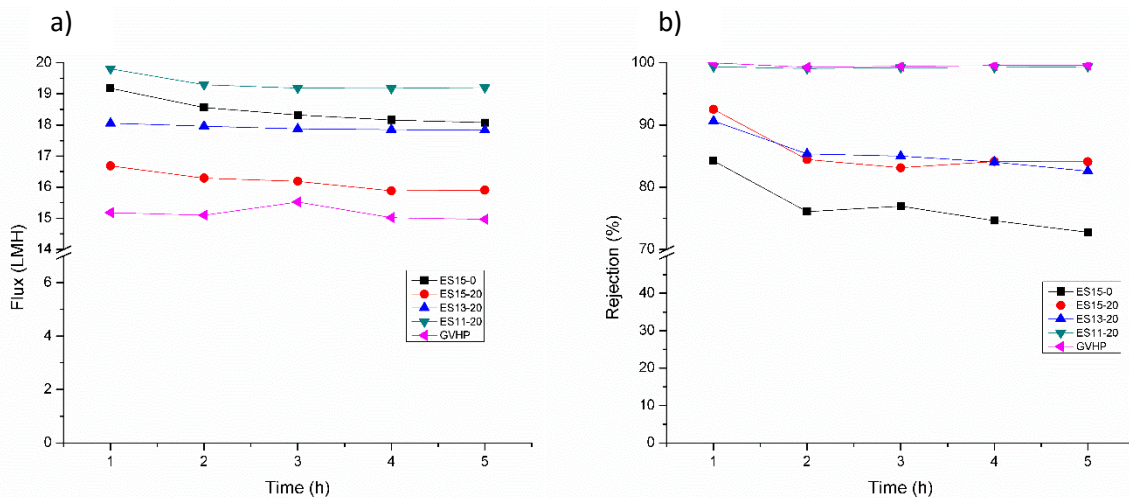 a)
20
19
18
17
16
15
14
6
4
2
0
Flux (LMH)
1 2 3 4 5
Time (h)
ES15-0
ES15-20
ES13-20
ES11-20
GVHP
b)
100
90
80
70
40
30
20
10
0
Rejection (%)
1 2 3 4 5
Time (h)
ES15-0
ES15-20
ES13-20
ES11-20
GVHP